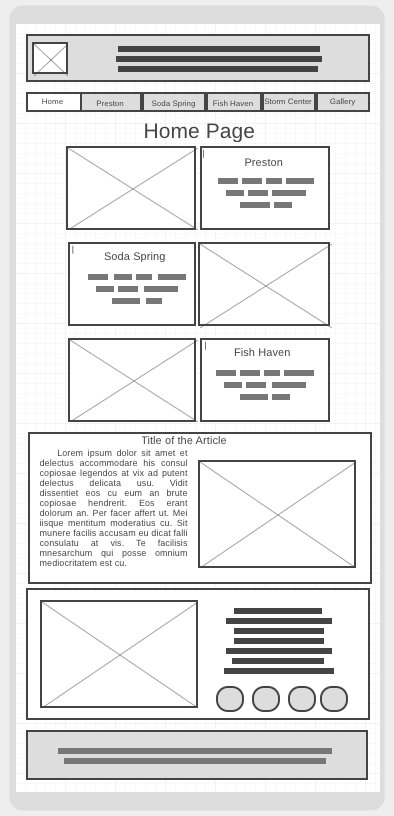 Home Preston Soda Spring Fish Haven Storm Center Gallery
Home Page
Preston
Soda Spring
Fish Haven
Title of the Article
Lorem ipsum dolor sit amet et
delectus accommodare his consul
copiosae legendos at vix ad putent
delectus delicata usu. Vidit
dissentiet eos cu eum an brute
copiosae hendrerit. Eos erant
dolorum an. Per facer affert ut. Mei
iisque mentitum moderatius cu. Sit
munere facilis accusam eu dicat falli
consulatu at vis. Te facilisis
mnesarchum qui posse omnium
mediocritatem est cu.